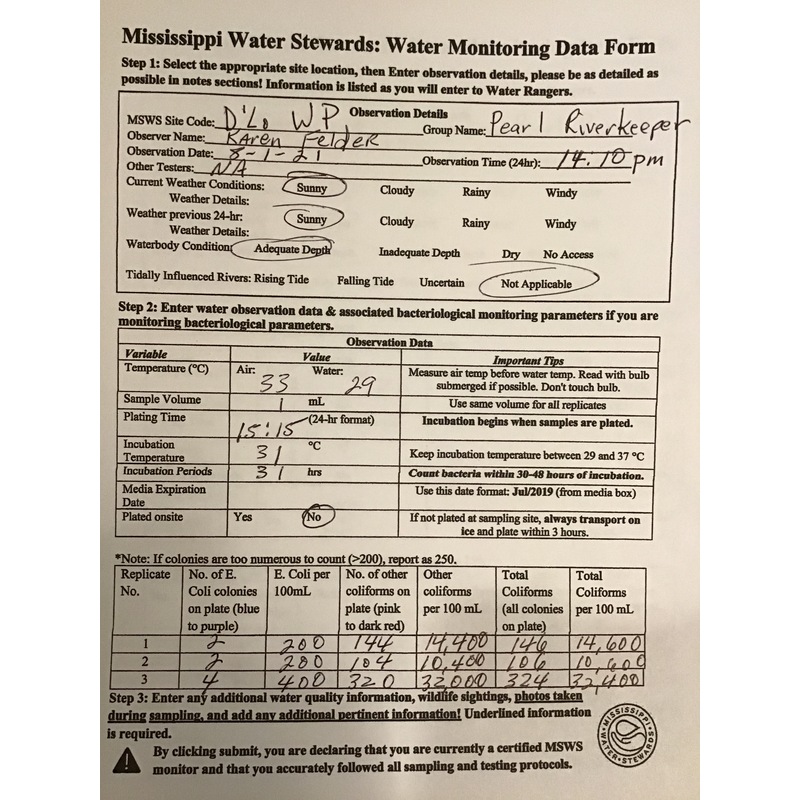 Mississippi Water Stewards: Water Monitoring Data Form
Step 1: Select the appropriate site location, then Enter observation details, please be as detailed as
possible in notes sections! Information is listed as you will enter to Water Rangers.
Observation Details
MSWS Site Code: D'Lo WP Group Name: Pearl Riverkeeper
Observer Name: Karen Felder
Observation Date: 8-1-21 Observation Time (24hr): 14:10 pm
Other Testers: N/A
Current Weather Conditions: Sunny Cloudy Rainy Windy
Weather Details:
Weather previous 24-hr: Sunny Cloudy Rainy Windy
Weather Details:
Waterbody Condition: Adequate Depth Inadequate Depth Dry No Access
Tidally Influenced Rivers: Rising Tide Falling Tide Uncertain Not Applicable
Step 2: Enter water observation data & associated bacteriological monitoring parameters if you are
monitoring bacteriological parameters.
Observation Data
Variable Value Important Tips
Temperature (°C) Air: 33 Water: 29 Measure air temp before water temp. Read with bulb
submerged if possible. Don't touch bulb.
Sample Volume 1 mL Use same volume for all replicates
Plating Time 15:15 (24-hr format) Incubation begins when samples are plated.
Incubation
Temperature 31 °C Keep incubation temperature between 29 and 37 °C
Incubation Periods 31 hrs Count bacteria within 30-48 hours of incubation.
Media Expiration
Date Use this date format: Jul/2019 (from media box)
Plated onsite Yes No If not plated at sampling site, always transport on
ice and plate within 3 hours.
*Note: If colonies are too numerous to count (>200), report as 250.
Replicate No. of E. E. Coli per No. of other Other Total Total
No. Coli colonies 100mL coliforms on coliforms Coliforms Coliforms
on plate (blue plate (pink per 100 mL (all colonies per 100 mL
to purple) to dark red) on plate)
1 2 200 144 14,400 146 14,600
2 2 200 104 10,400 106 10,600
3 4 400 320 32,000 324 32,400
Step 3: Enter any additional water quality information, wildlife sightings, photos taken
during sampling, and add any additional pertinent information! Underlined information
is required.
By clicking submit, you are declaring that you are currently a certified MSWS
monitor and that you accurately followed all sampling and testing protocols.
MISSISSIPPI
WATER STEWARDS